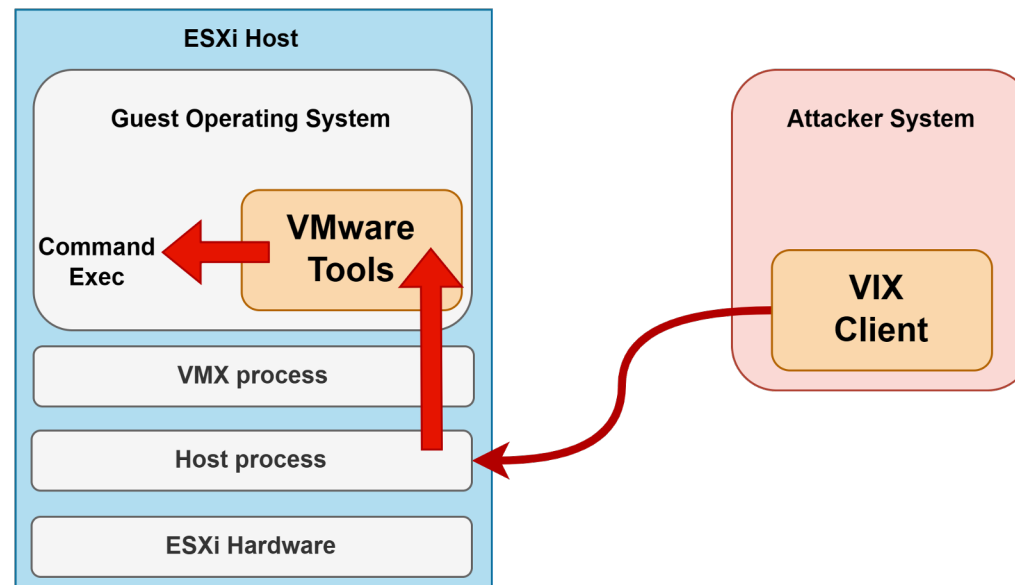 ESXi Host
Guest Operating System
VMware
Tools
Command
Exec
VMX process
Host process
ESXi Hardware
Attacker System
VIX
Client